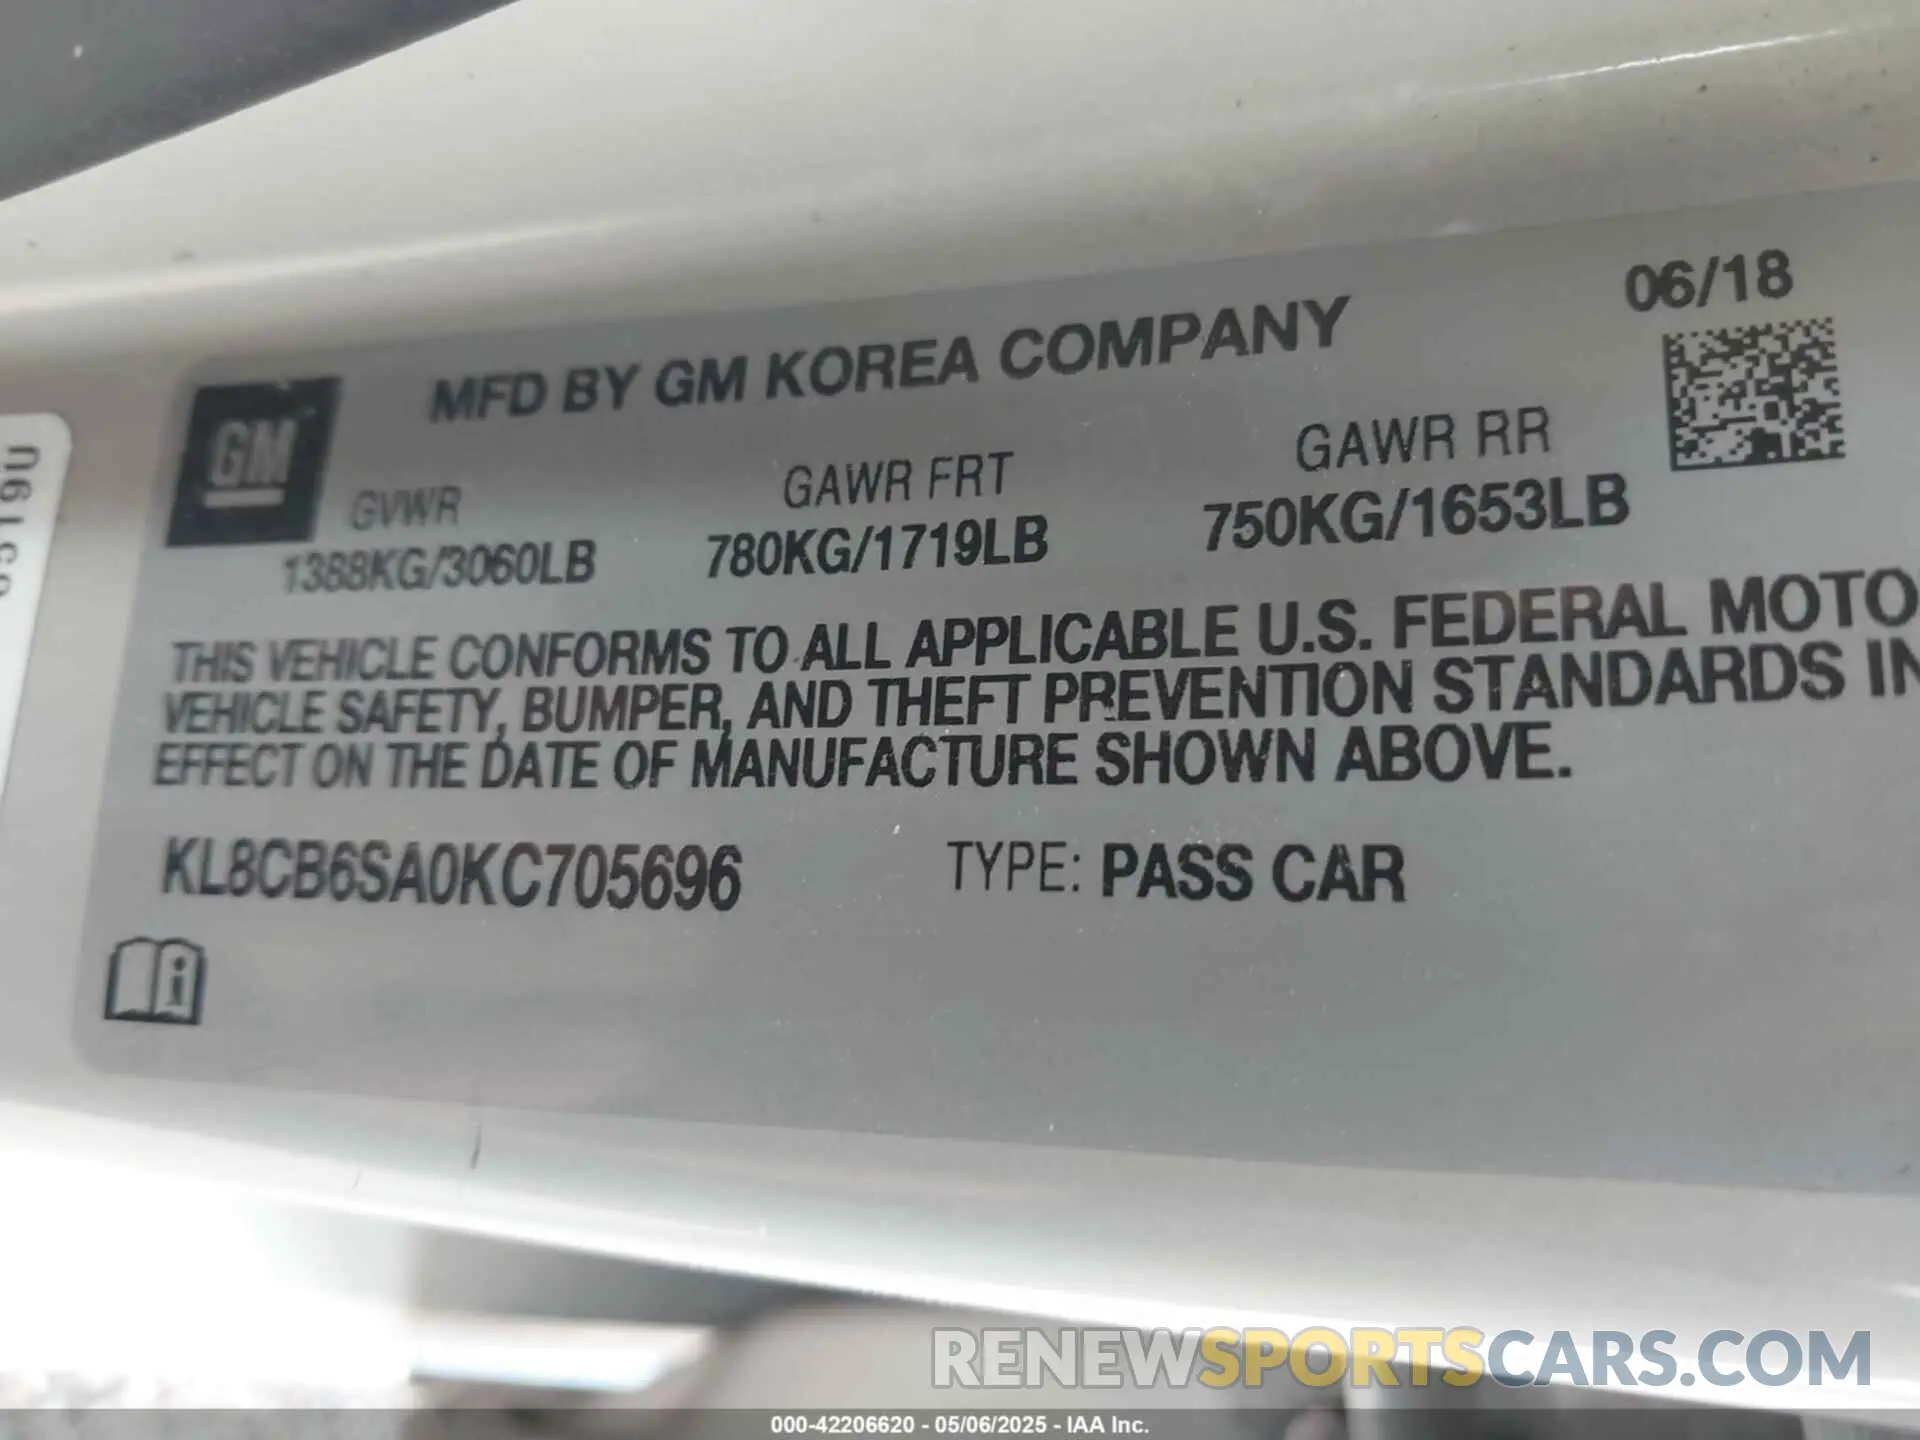 06/18
MFD BY GM KOREA COMPANY
GM
GVWR GAWR FRT GAWR RR
1388KG/3060LB 780KG/1719LB 750KG/1653LB
THIS VEHICLE CONFORMS TO ALL APPLICABLE U.S. FEDERAL MOTO
VEHICLE SAFETY, BUMPER, AND THEFT PREVENTION STANDARDS IN
EFFECT ON THE DATE OF MANUFACTURE SHOWN ABOVE.
KL8CB6SA0KC705696 TYPE: PASS CAR
i
RENEWSPORTSCARS.COM
000-42206620 - 05/06/2025 - IAA Inc.